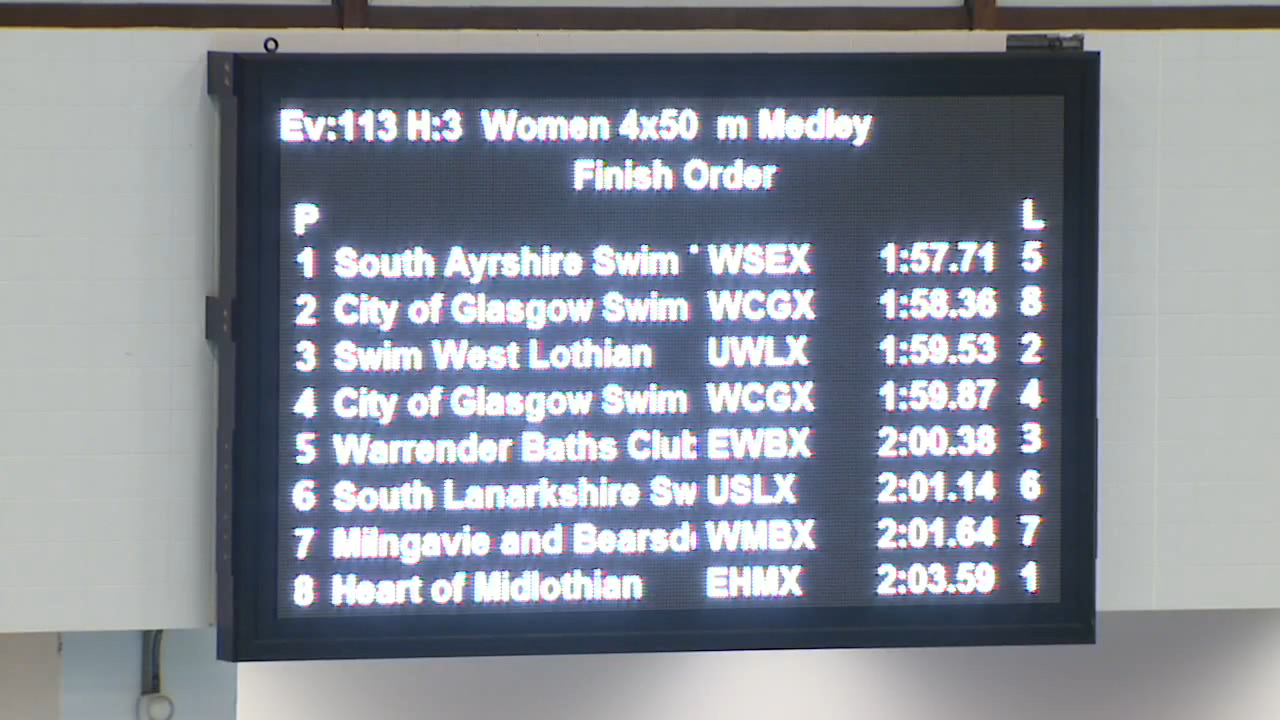 Ev:113 H:3 Women 4x50 m Medley
Finish Order
P L
1 South Ayrshire Swim WSEX 1:57.71 5
2 City of Glasgow Swim WCGX 1:58.36 8
3 Swim West Lothian UWLX 1:59.53 2
4 City of Glasgow Swim WCGX 1:59.87 4
5 Warrender Baths Club EWBX 2:00.38 3
6 South Lanarkshire Sw USLX 2:01.14 6
7 Milngavie and Bearsd WMBX 2:01.64 7
8 Heart of Midlothian EHMX 2:03.59 1